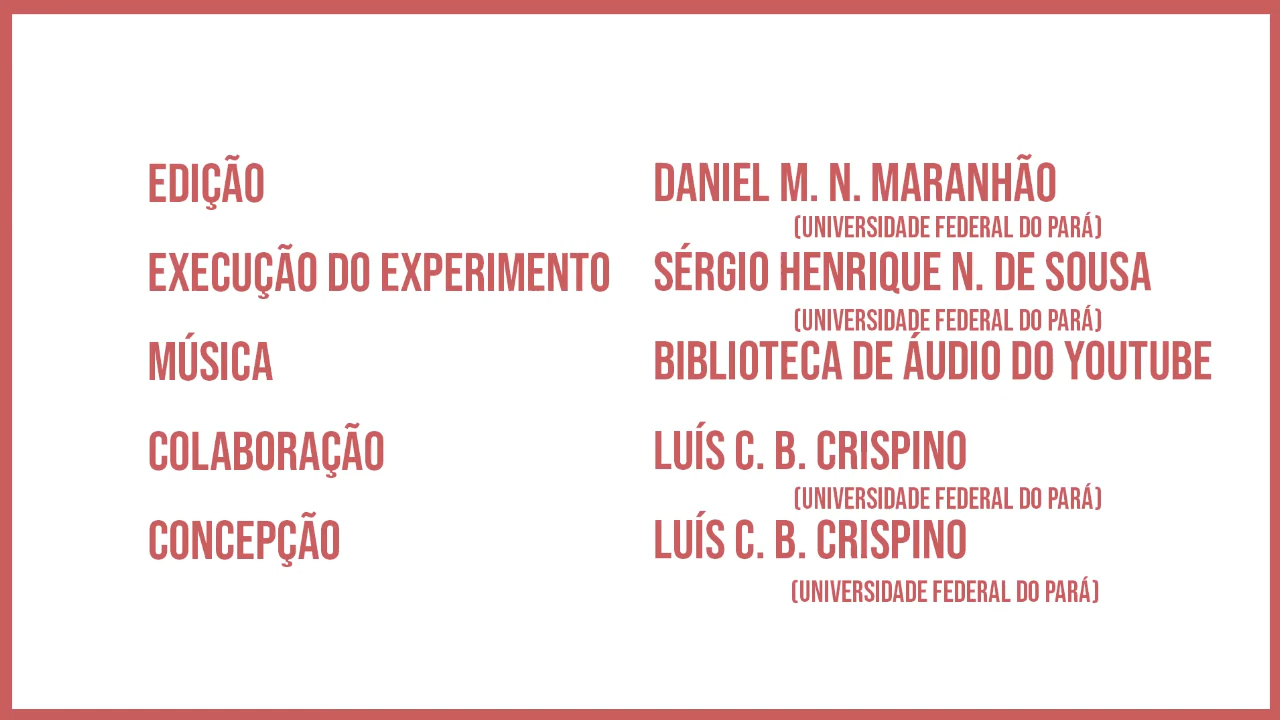 EDIÇÃO DANIEL M. N. MARANHÃO
(UNIVERSIDADE FEDERAL DO PARÁ)
EXECUÇÃO DO EXPERIMENTO SÉRGIO HENRIQUE N. DE SOUSA
(UNIVERSIDADE FEDERAL DO PARÁ)
MÚSICA BIBLIOTECA DE ÁUDIO DO YOUTUBE
COLABORAÇÃO LUÍS C. B. CRISPINO
(UNIVERSIDADE FEDERAL DO PARÁ)
CONCEPÇÃO LUÍS C. B. CRISPINO
(UNIVERSIDADE FEDERAL DO PARÁ)